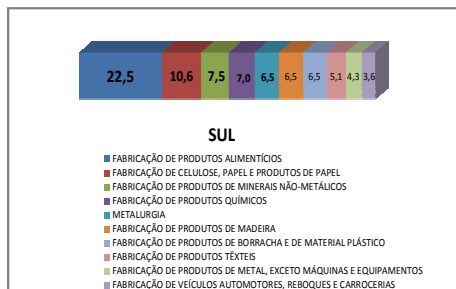 22,5 10,6 7,5 7,0 6,5 6,5 6,5 5,1 4,3 3,6
SUL
FABRICAÇÃO DE PRODUTOS ALIMENTÍCIOS
FABRICAÇÃO DE CELULOSE, PAPEL E PRODUTOS DE PAPEL
FABRICAÇÃO DE PRODUTOS DE MINERAIS NÃO-METÁLICOS
FABRICAÇÃO DE PRODUTOS QUÍMICOS
METALURGIA
FABRICAÇÃO DE PRODUTOS DE MADEIRA
FABRICAÇÃO DE PRODUTOS DE BORRACHA E DE MATERIAL PLÁSTICO
FABRICAÇÃO DE PRODUTOS TÊXTEIS
FABRICAÇÃO DE PRODUTOS DE METAL, EXCETO MÁQUINAS E EQUIPAMENTOS
FABRICAÇÃO DE VEÍCULOS AUTOMOTORES, REBOQUES E CARROCERIAS